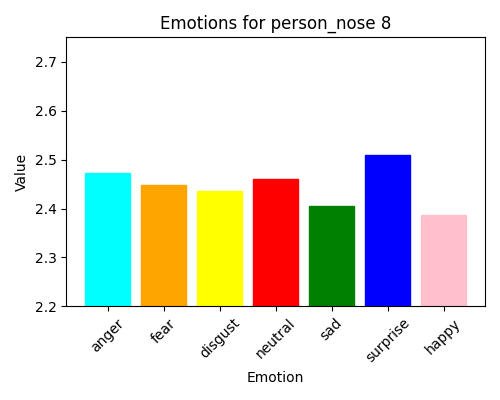 Emotions for person_nose 8
2.7
2.6
2.5
2.4
2.3
2.2
Value
anger
fear
disgust
neutral
sad
surprise
happy
Emotion